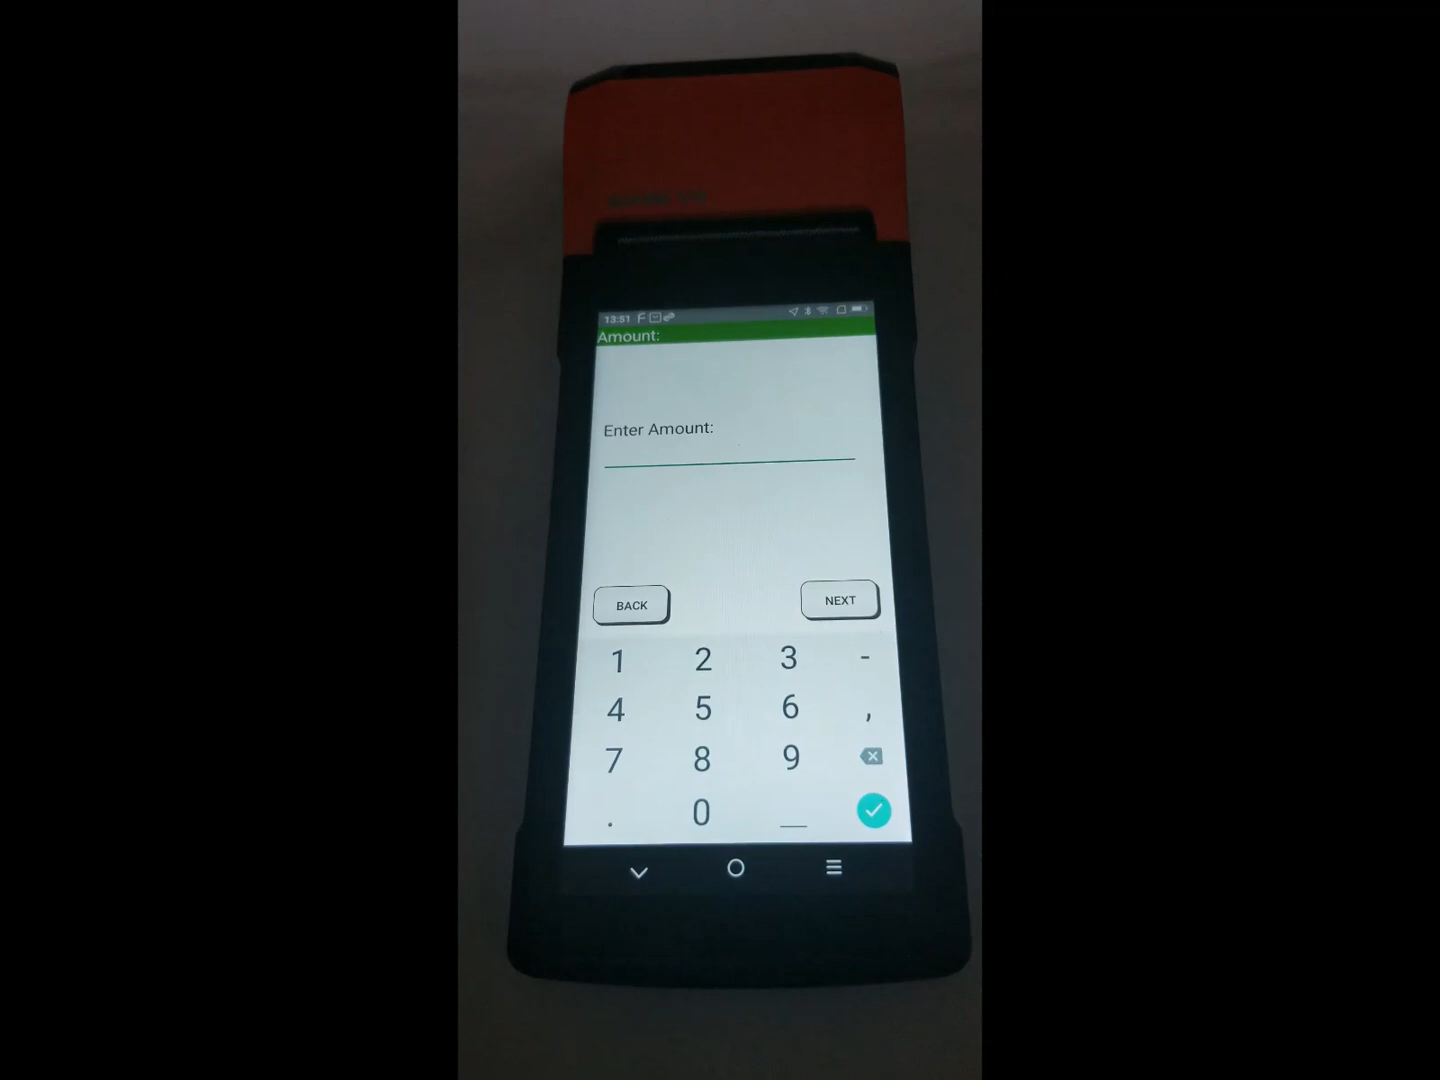 13:51
Amount:
Enter Amount:
BACK
NEXT
1 2 3 -
4 5 6 ,
7 8 9
. 0 _